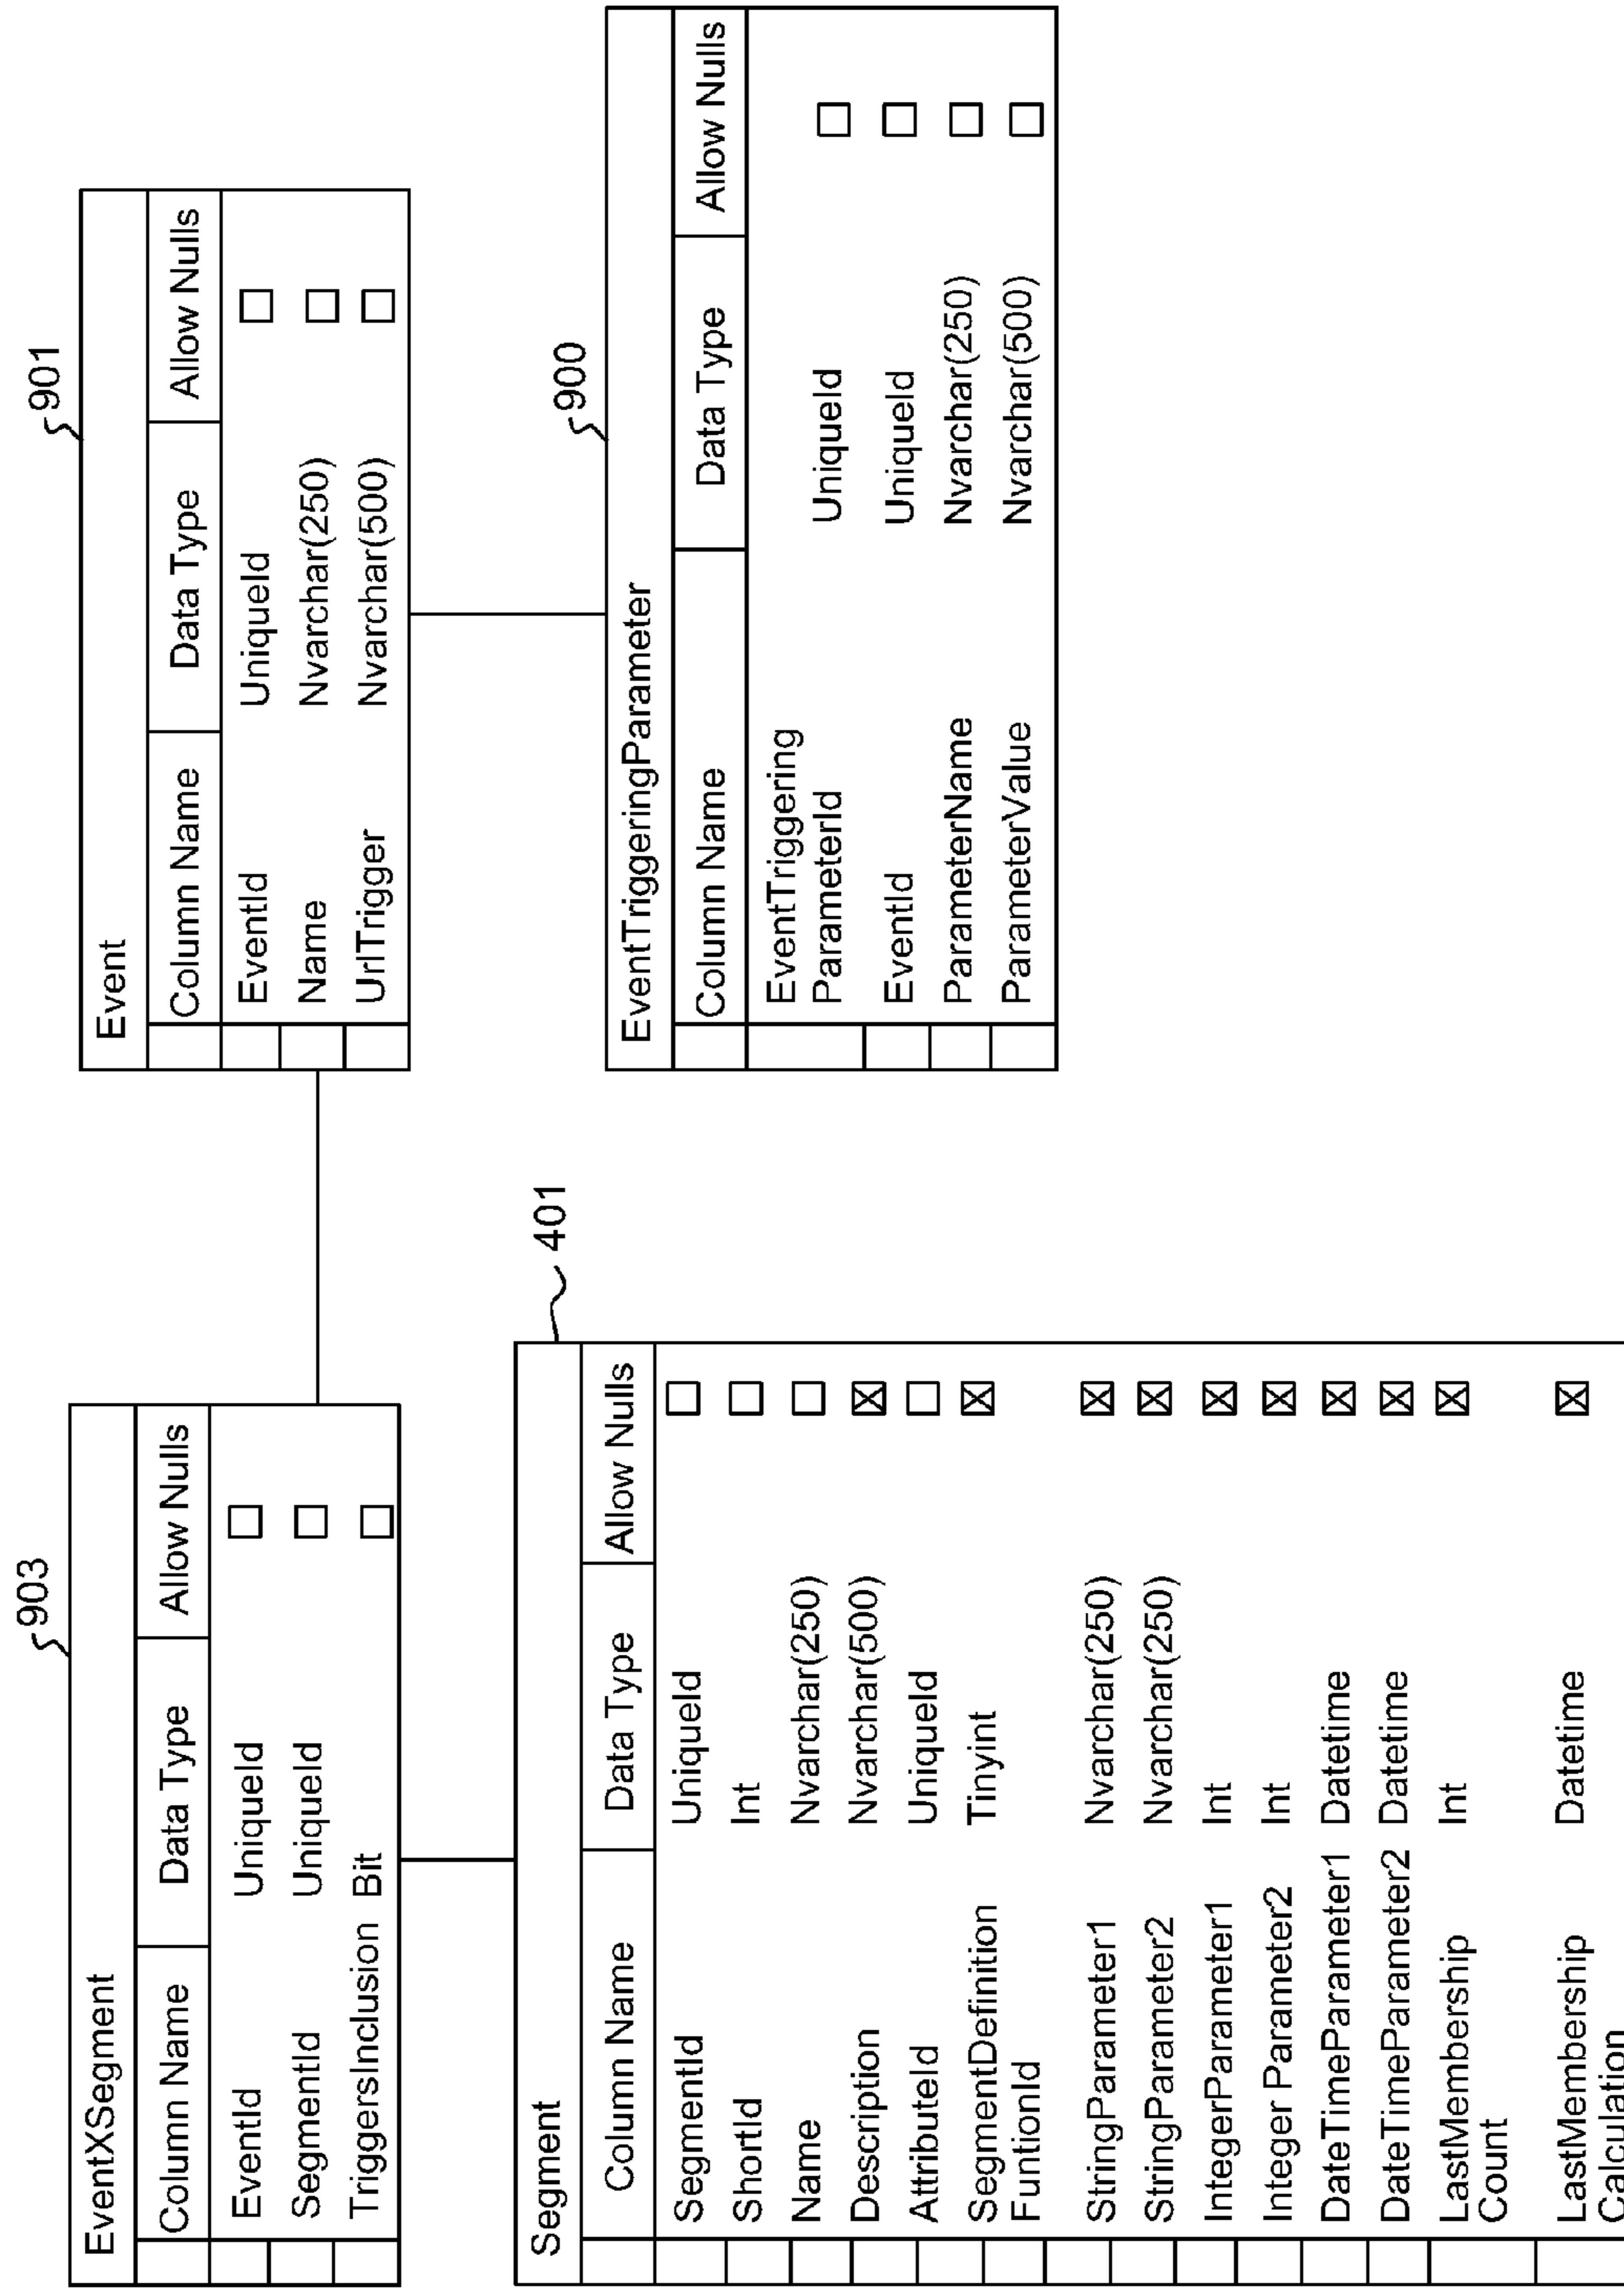 903
EventXSegment
Column Name Data Type Allow Nulls
EventId UniqueId
SegmentId UniqueId
TriggersInclusion Bit
901
Event
Column Name Data Type Allow Nulls
EventId UniqueId
Name Nvarchar(250)
UrlTrigger Nvarchar(500)
401
Segment
Column Name Data Type Allow Nulls
SegmentId UniqueId
ShortId Int
Name Nvarchar(250)
Description Nvarchar(500)
AttributeId UniqueId
SegmentDefinition Tinyint
FuntionId
StringParameter1 Nvarchar(250)
StringParameter2 Nvarchar(250)
IntegerParameter1 Int
Integer Parameter2 Int
DateTimeParameter1 Datetime
DateTimeParameter2 Datetime
LastMembership Int
Count
LastMembership Datetime
Calculation
900
EventTriggeringParameter
Column Name Data Type Allow Nulls
EventTriggering
ParameterId UniqueId
EventId UniqueId
ParameterName Nvarchar(250)
ParameterValue Nvarchar(500)